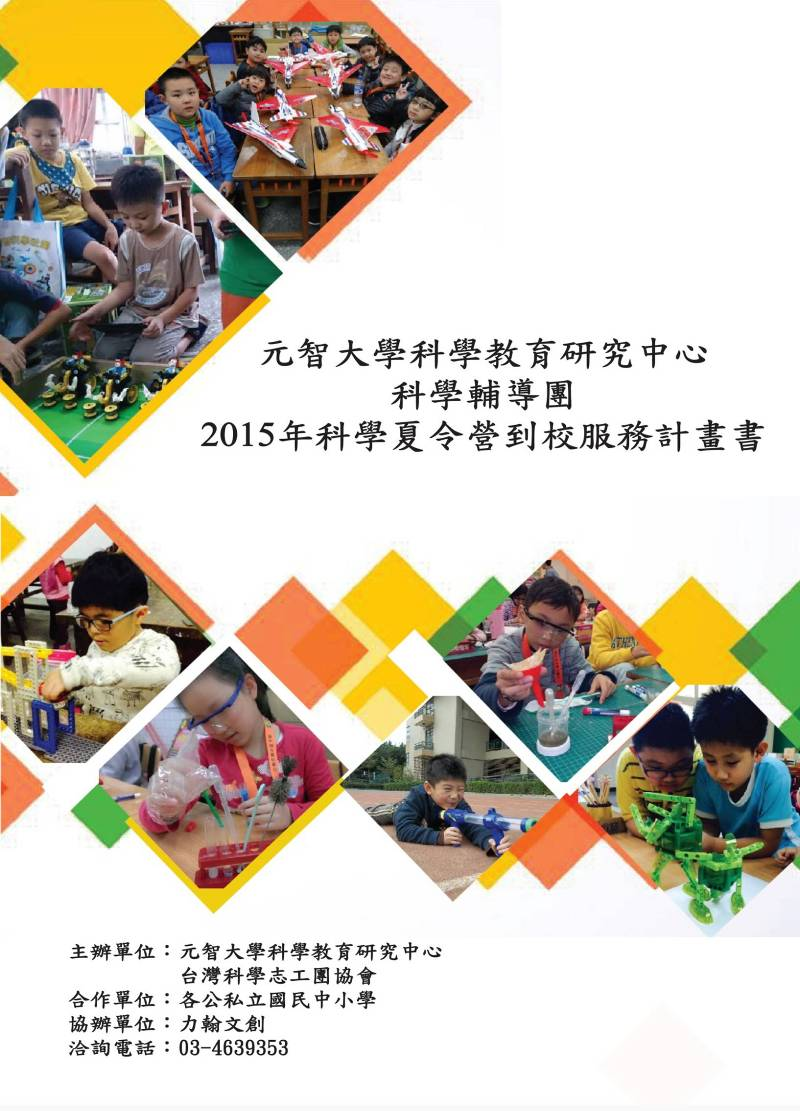 元智大學科學教育研究中心
科學輔導團
2015年科學夏令營到校服務計畫書
主辦單位：元智大學科學教育研究中心
台灣科學志工團協會
合作單位：各公私立國民中小學
協辦單位：力翰文創
洽詢電話：03-4639353